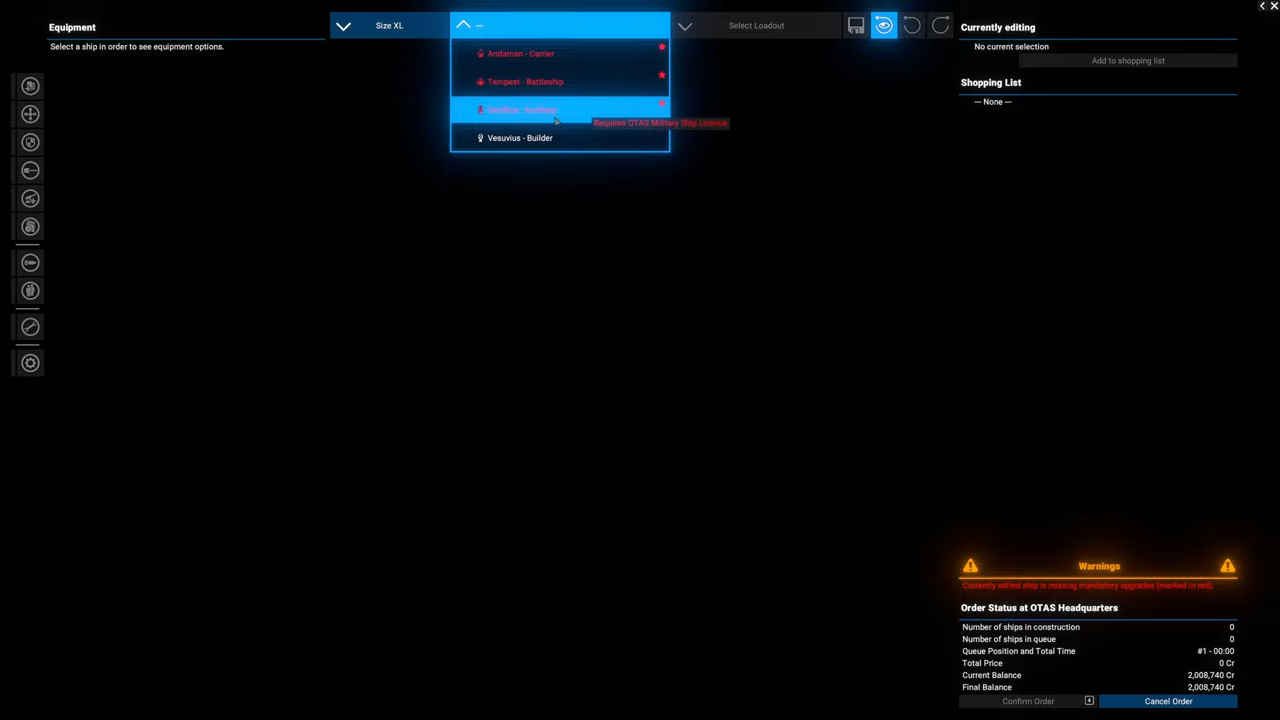 Equipment
Select a ship in order to see equipment options.
Size XL
--
Select Loadout
Andaman - Carrier
Tempest - Battleship
- Auxiliary
Requires OTAS Military Ship Licence
Vesuvius - Builder
Currently editing
No current selection
Add to shopping list
Shopping List
--- None ---
Warnings
Currently edited ship is missing mandatory upgrades (marked in red).
Order Status at OTAS Headquarters
Number of ships in construction 0
Number of ships in queue 0
Queue Position and Total Time #1 - 00:00
Total Price 0 Cr
Current Balance 2,008,740 Cr
Final Balance 2,008,740 Cr
Confirm Order
Cancel Order